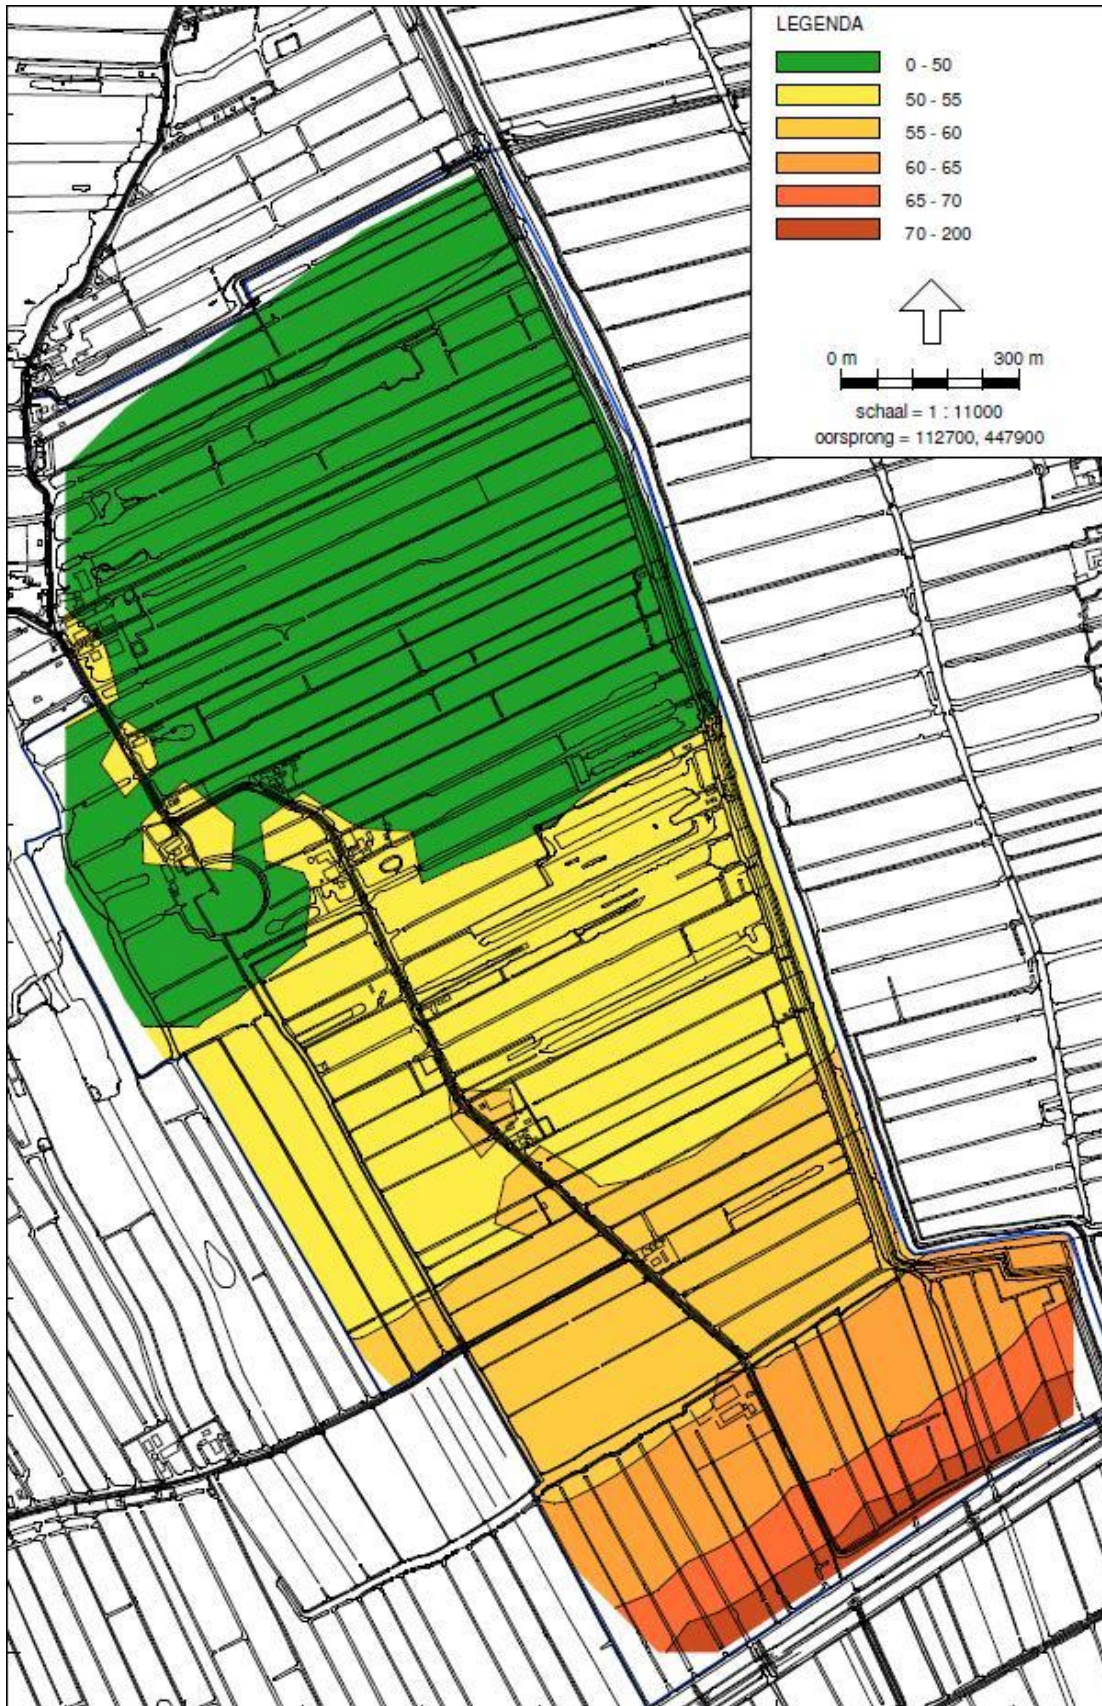 LEGENDA
0 - 50
50 - 55
55 - 60
60 - 65
65 - 70
70 - 200
0 m 300 m
schaal = 1 : 11000
oorsprong = 112700, 447900